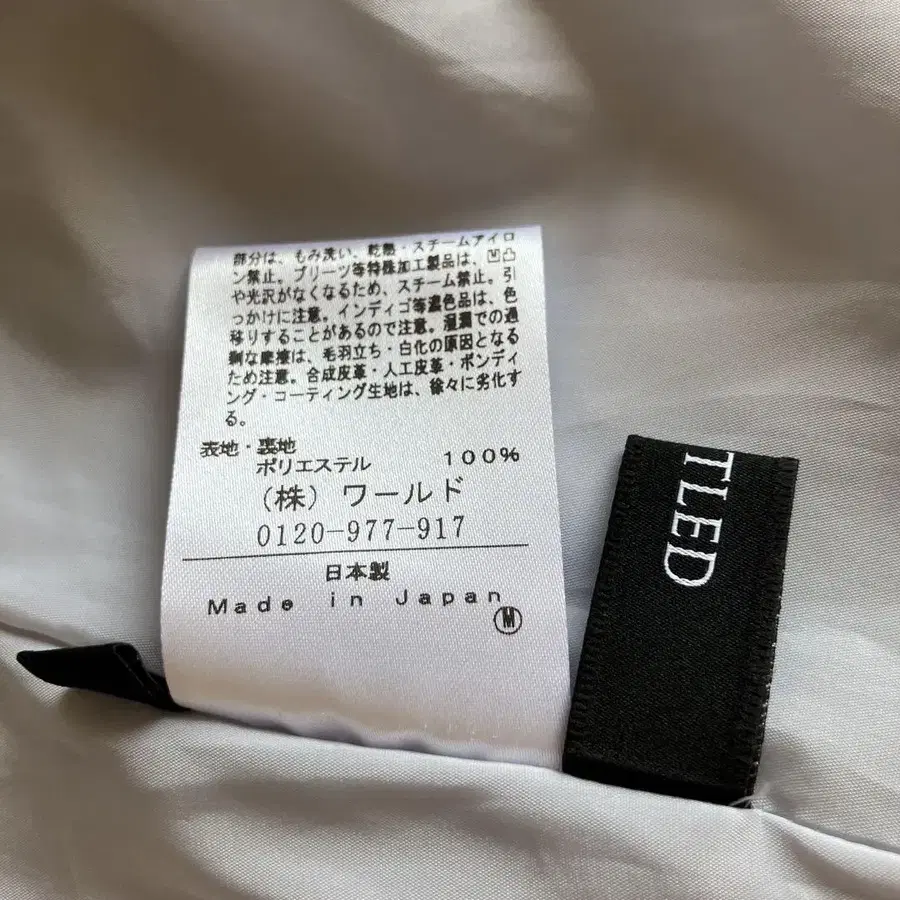 部分は、もみ洗い、乾熱・スチームアイロ
ン禁止。プリーツ等特殊加工製品は、凹凸
や光沢がなくなるため、スチーム禁止。引
っかけに注意。インディゴ等濃色品は、色
移りすることがあるので注意。湿潤での過
剰な摩擦は、毛羽立ち・白化の原因となる
ため注意。合成皮革・人工皮革・ボンディ
ング・コーティング生地は、徐々に劣化す
る。
表地・裏地
ポリエステル 100%
(株) ワールド
0120-977-917
日本製
Made in Japan
M
TLED